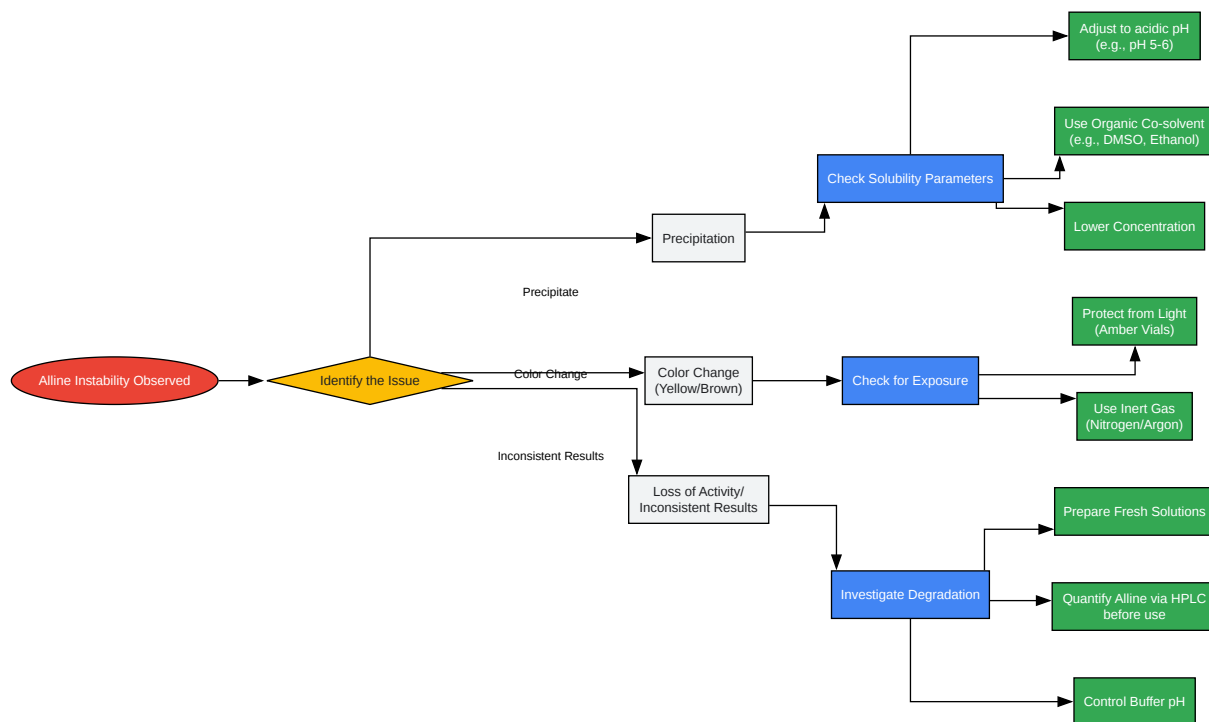 Adjust to acidic pH
(e.g., pH 5-6)
Use Organic Co-solvent
(e.g., DMSO, Ethanol)
Check Solubility Parameters
Lower Concentration
Precipitation
Precipitate
Protect from Light
(Amber Vials)
Alline Instability Observed
Identify the Issue
Color Change
Color Change
(Yellow/Brown)
Check for Exposure
Use Inert Gas
(Nitrogen/Argon)
Inconsistent Results
Loss of Activity/
Inconsistent Results
Prepare Fresh Solutions
Investigate Degradation
Quantify Alline via HPLC
before use
Control Buffer pH